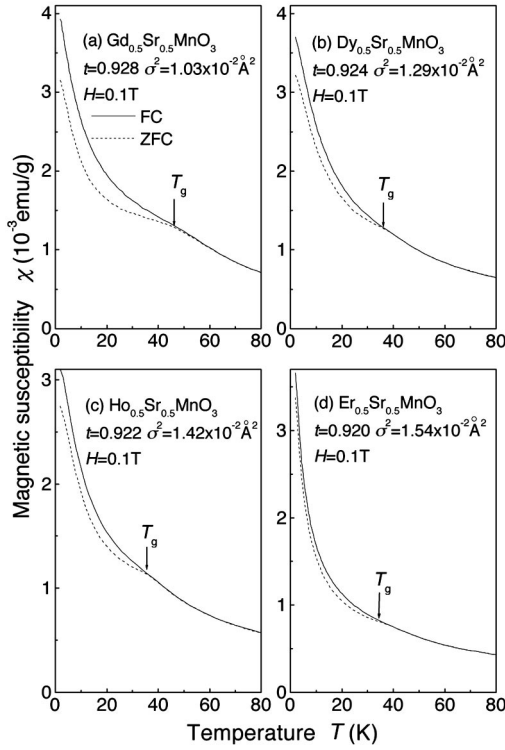 Magnetic susceptibility χ (10⁻³emu/g)
4
3
2
1
0
(a) Gd₀.₅Sr₀.₅MnO₃
t=0.928 σ²=1.03x10⁻²Å²
H=0.1T
FC
ZFC
T_g
0 20 40 60 80
4
3
2
1
0
(b) Dy₀.₅Sr₀.₅MnO₃
t=0.924 σ²=1.29x10⁻²Å²
H=0.1T
T_g
0 20 40 60 80
3
2
1
0
(c) Ho₀.₅Sr₀.₅MnO₃
t=0.922 σ²=1.42x10⁻²Å²
H=0.1T
T_g
0 20 40 60 80
4
3
2
1
0
(d) Er₀.₅Sr₀.₅MnO₃
t=0.920 σ²=1.54x10⁻²Å²
H=0.1T
T_g
0 20 40 60 80
Temperature T (K)